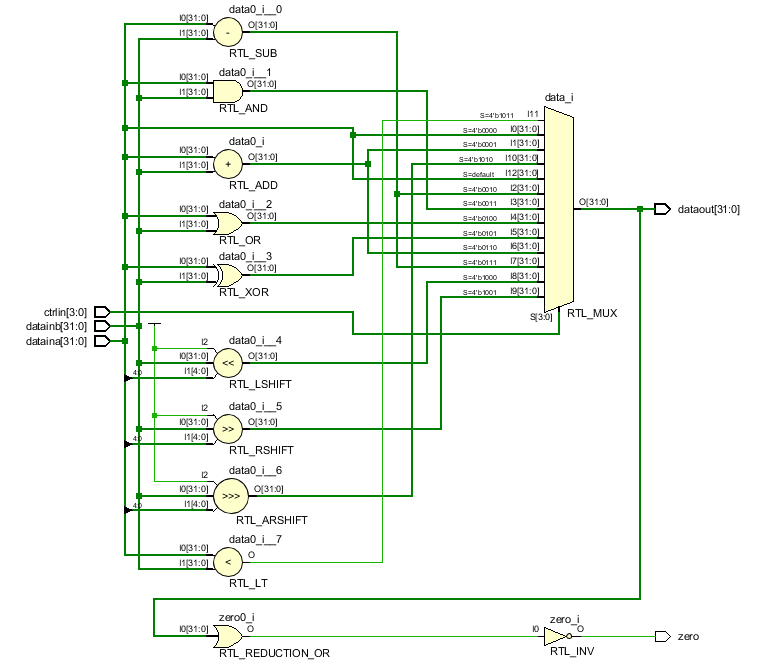 data0_i__0
I0[31:0]
I1[31:0]
-
O[31:0]
RTL_SUB
data0_i__1
I0[31:0]
I1[31:0]
O[31:0]
RTL_AND
data0_i
I0[31:0]
I1[31:0]
+
O[31:0]
RTL_ADD
data0_i__2
I0[31:0]
I1[31:0]
O[31:0]
RTL_OR
data0_i__3
I0[31:0]
I1[31:0]
O[31:0]
RTL_XOR
ctrlin[3:0]
datainb[31:0]
dataina[31:0]
data0_i__4
I2
I0[31:0]
4:0
I1[4:0]
<<
O[31:0]
RTL_LSHIFT
data0_i__5
I2
I0[31:0]
4:0
I1[4:0]
>>
O[31:0]
RTL_RSHIFT
data0_i__6
I2
I0[31:0]
4:0
I1[4:0]
>>>
O[31:0]
RTL_ARSHIFT
data0_i__7
I0[31:0]
I1[31:0]
<
O
RTL_LT
data_i
S=4'b1011 I11
S=4'b0000 I0[31:0]
S=4'b0001 I1[31:0]
S=4'b1010 I10[31:0]
S=default I12[31:0]
S=4'b0010 I2[31:0]
S=4'b0011 I3[31:0]
S=4'b0100 I4[31:0]
S=4'b0101 I5[31:0]
S=4'b0110 I6[31:0]
S=4'b0111 I7[31:0]
S=4'b1000 I8[31:0]
S=4'b1001 I9[31:0]
S[3:0]
RTL_MUX
O[31:0]
dataout[31:0]
zero0_i
I0[31:0]
O
RTL_REDUCTION_OR
zero_i
I0
O
RTL_INV
zero